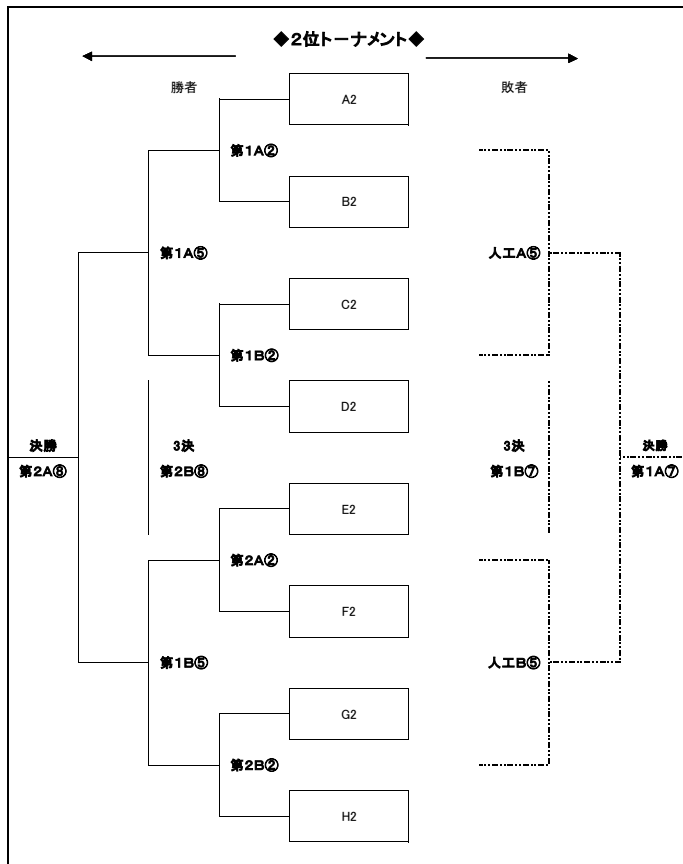 ◆2位トーナメント◆
勝者
敗者
A2
第1A②
B2
第1A⑤
人工A⑤
C2
第1B②
D2
決勝
3決
3決
決勝
第2A⑧
第2B⑧
第1B⑦
第1A⑦
E2
第2A②
F2
第1B⑤
人工B⑤
G2
第2B②
H2